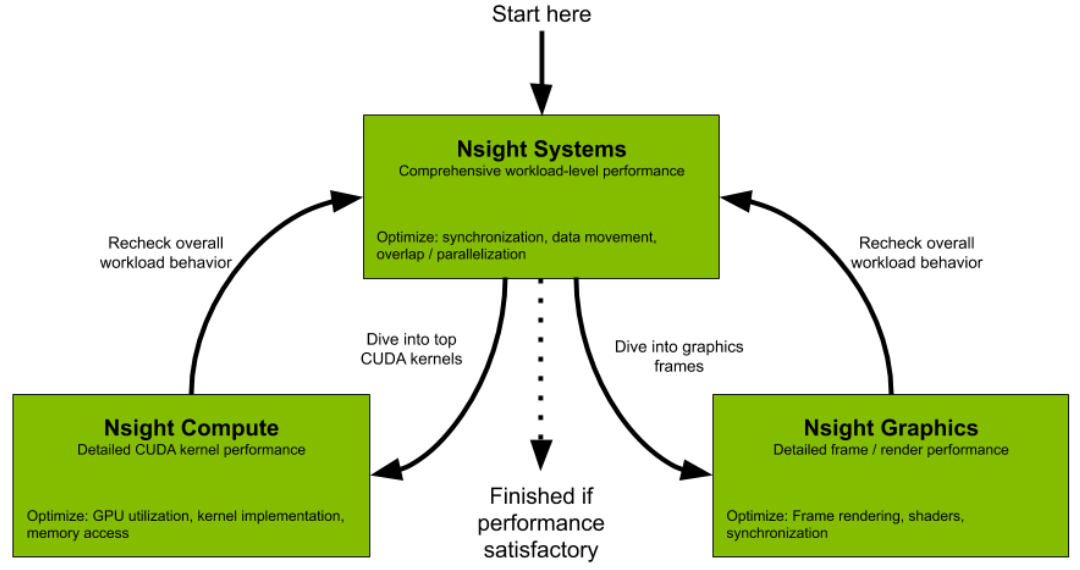 Start here
Nsight Systems
Comprehensive workload-level performance
Optimize: synchronization, data movement,
overlap / parallelization
Recheck overall
workload behavior
Recheck overall
workload behavior
Dive into top
CUDA kernels
Dive into graphics
frames
Nsight Compute
Detailed CUDA kernel performance
Optimize: GPU utilization, kernel implementation,
memory access
Finished if
performance
satisfactory
Nsight Graphics
Detailed frame / render performance
Optimize: Frame rendering, shaders,
synchronization